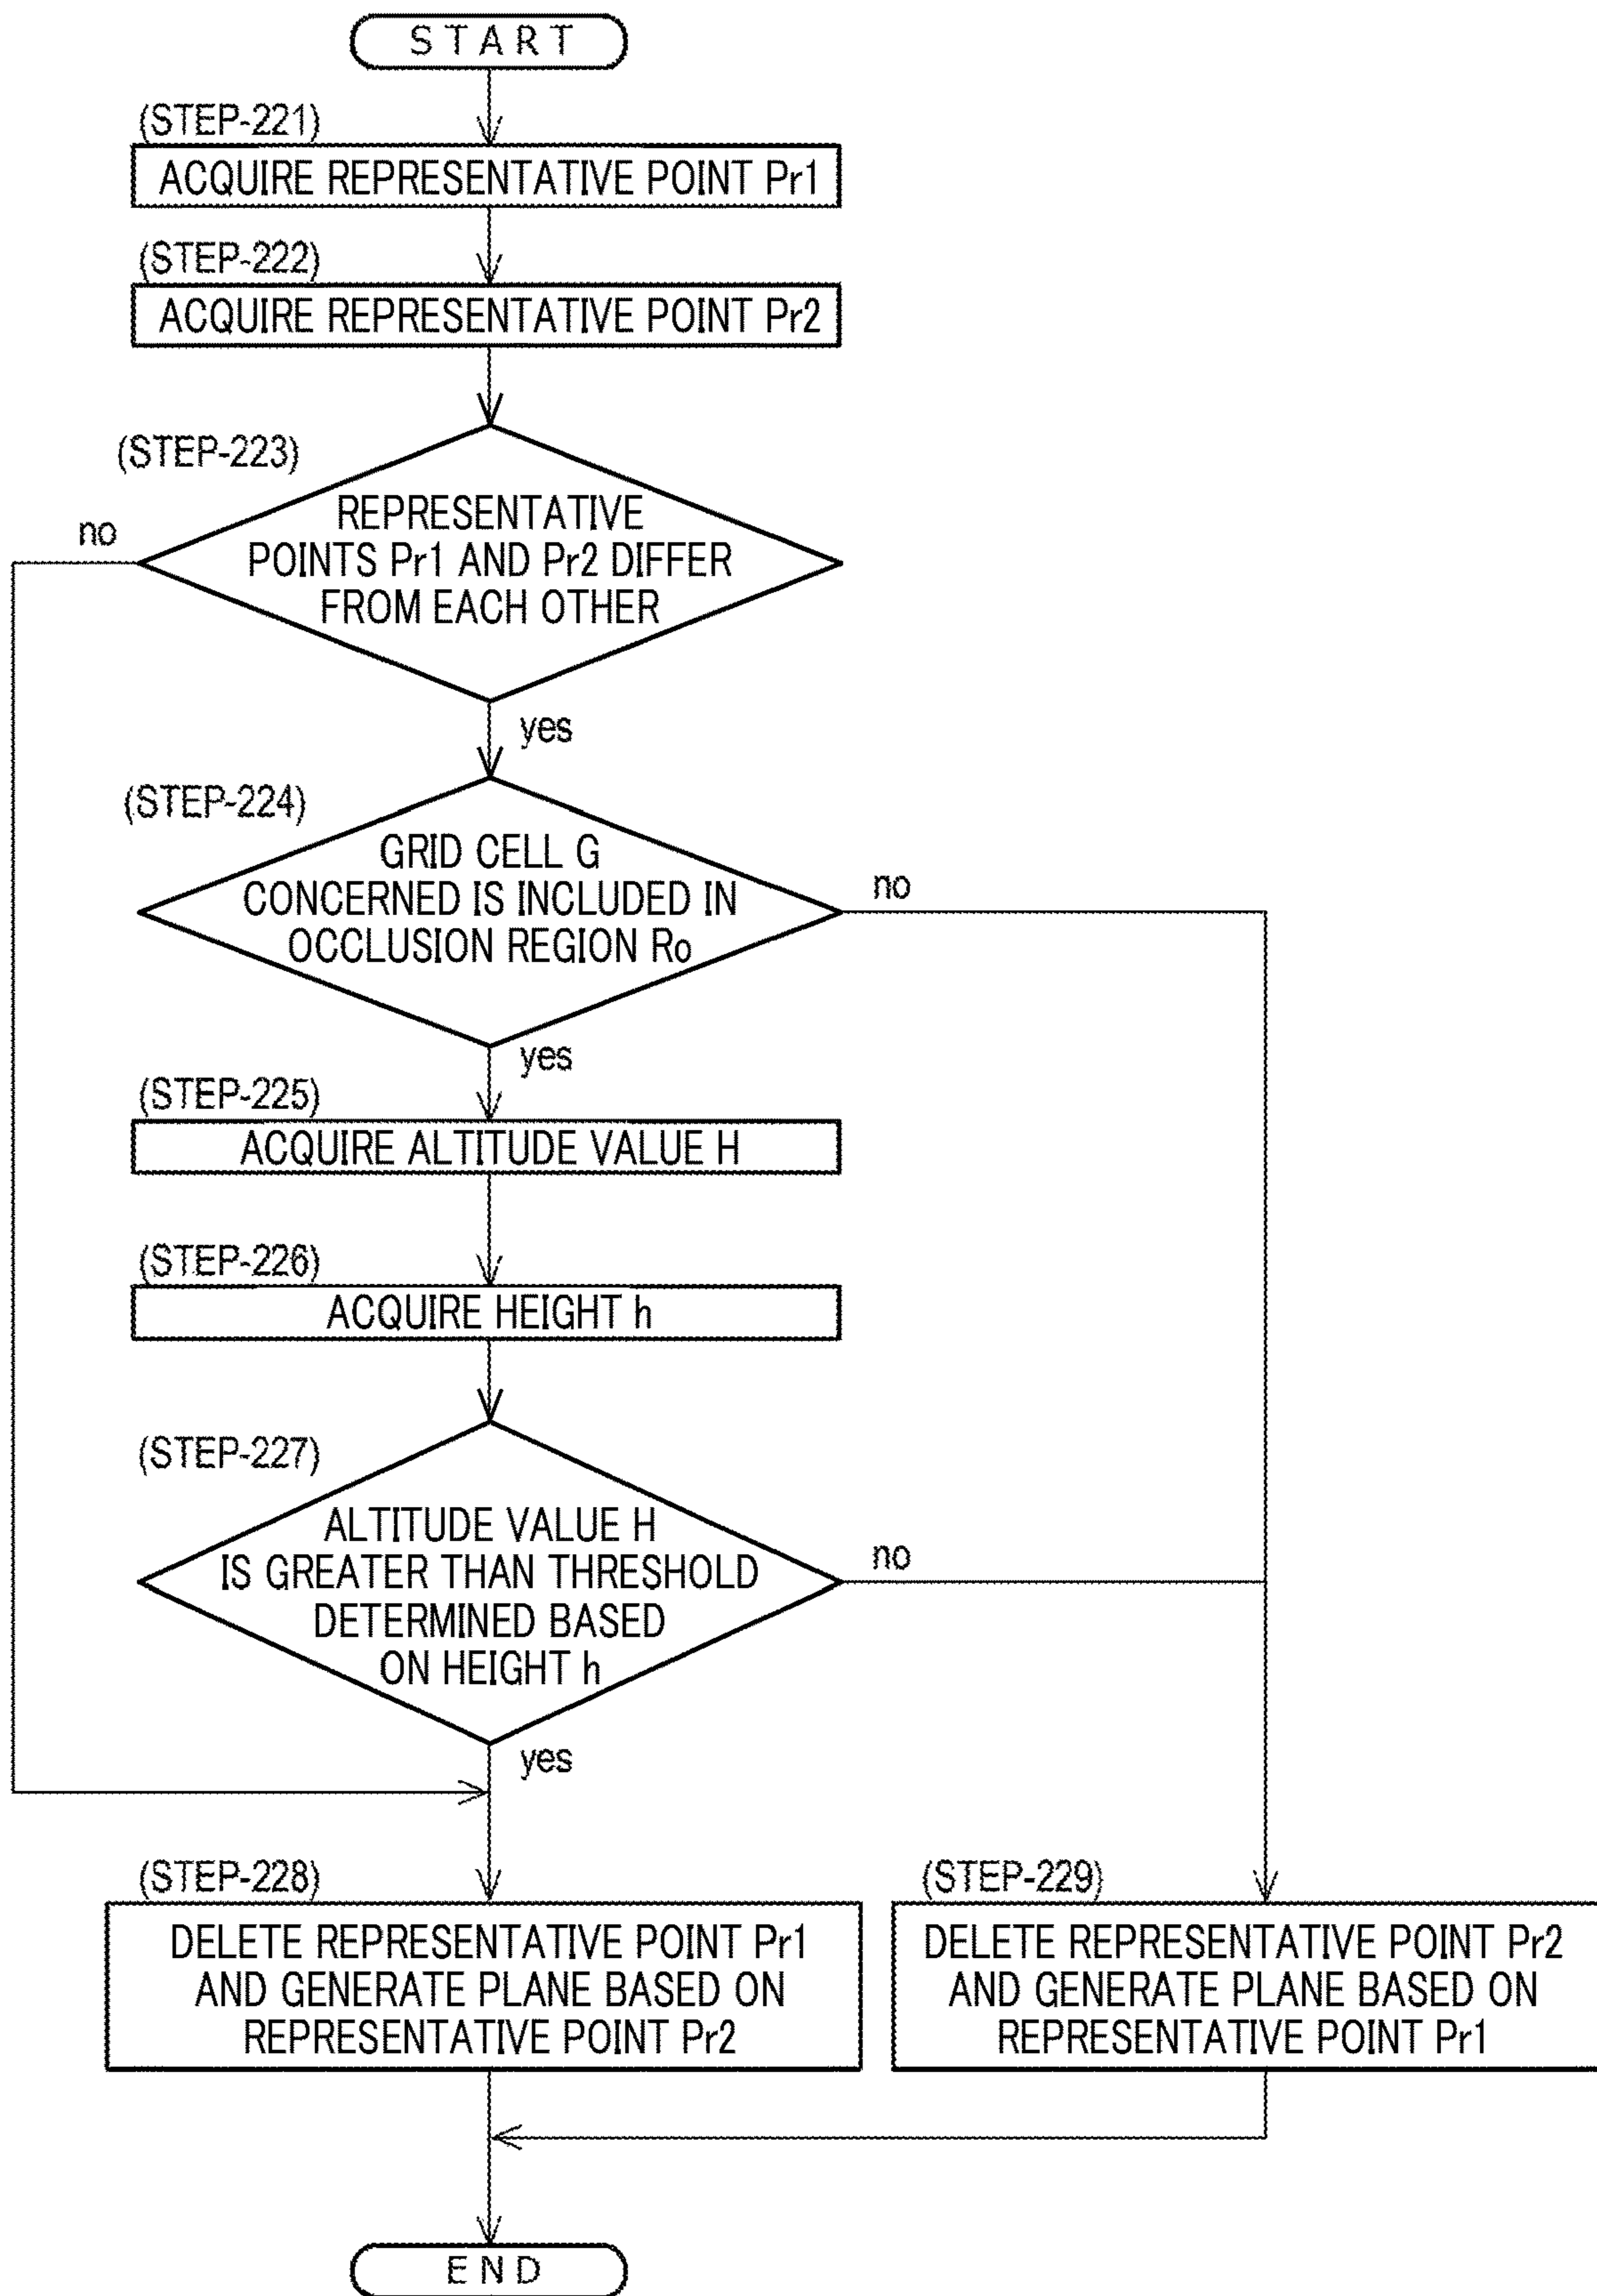 START
(STEP-221)
ACQUIRE REPRESENTATIVE POINT Pr1
(STEP-222)
ACQUIRE REPRESENTATIVE POINT Pr2
(STEP-223)
no
REPRESENTATIVE
POINTS Pr1 AND Pr2 DIFFER
FROM EACH OTHER
yes
(STEP-224)
GRID CELL G
CONCERNED IS INCLUDED IN
OCCLUSION REGION Ro
no
yes
(STEP-225)
ACQUIRE ALTITUDE VALUE H
(STEP-226)
ACQUIRE HEIGHT h
(STEP-227)
ALTITUDE VALUE H
IS GREATER THAN THRESHOLD
DETERMINED BASED
ON HEIGHT h
no
yes
(STEP-228)
DELETE REPRESENTATIVE POINT Pr1
AND GENERATE PLANE BASED ON
REPRESENTATIVE POINT Pr2
(STEP-229)
DELETE REPRESENTATIVE POINT Pr2
AND GENERATE PLANE BASED ON
REPRESENTATIVE POINT Pr1
END